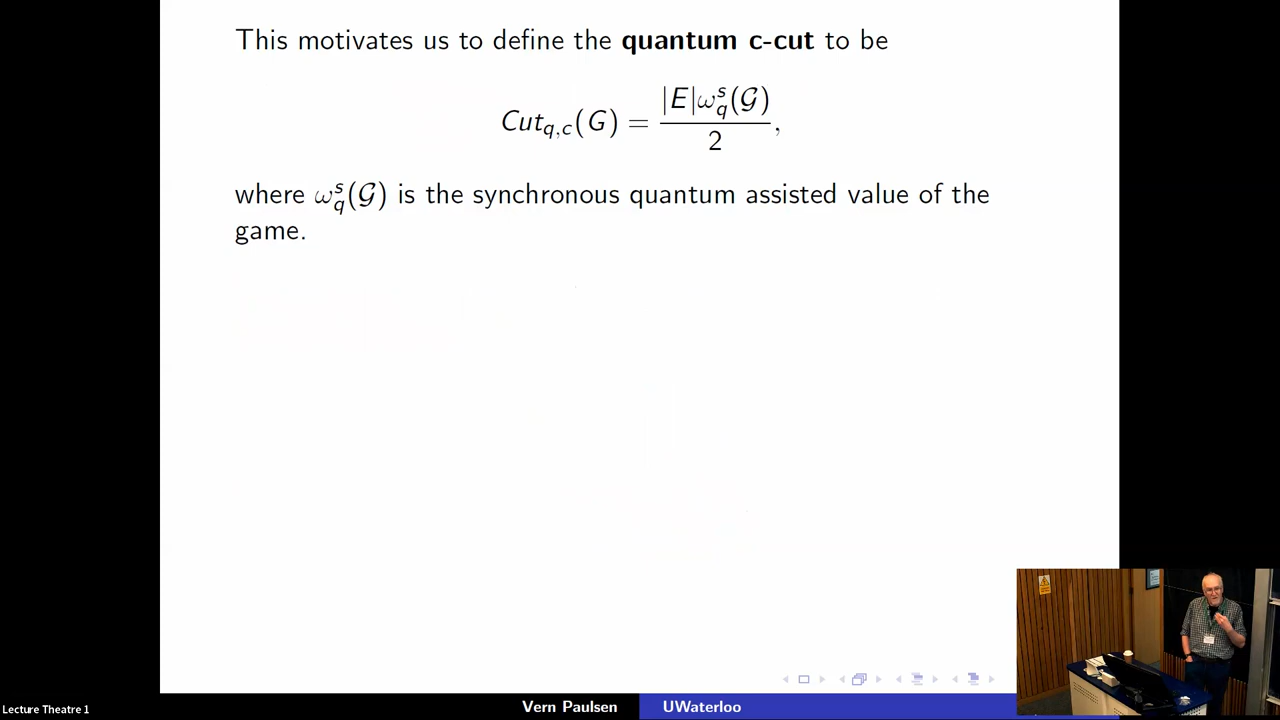 This motivates us to define the quantum c-cut to be
Cut_{q,c}(G) = \frac{|E|ω_q^s(𝒢)}{2},
where ω_q^s(𝒢) is the synchronous quantum assisted value of the
game.
Lecture Theatre 1
Vern Paulsen
UWaterloo